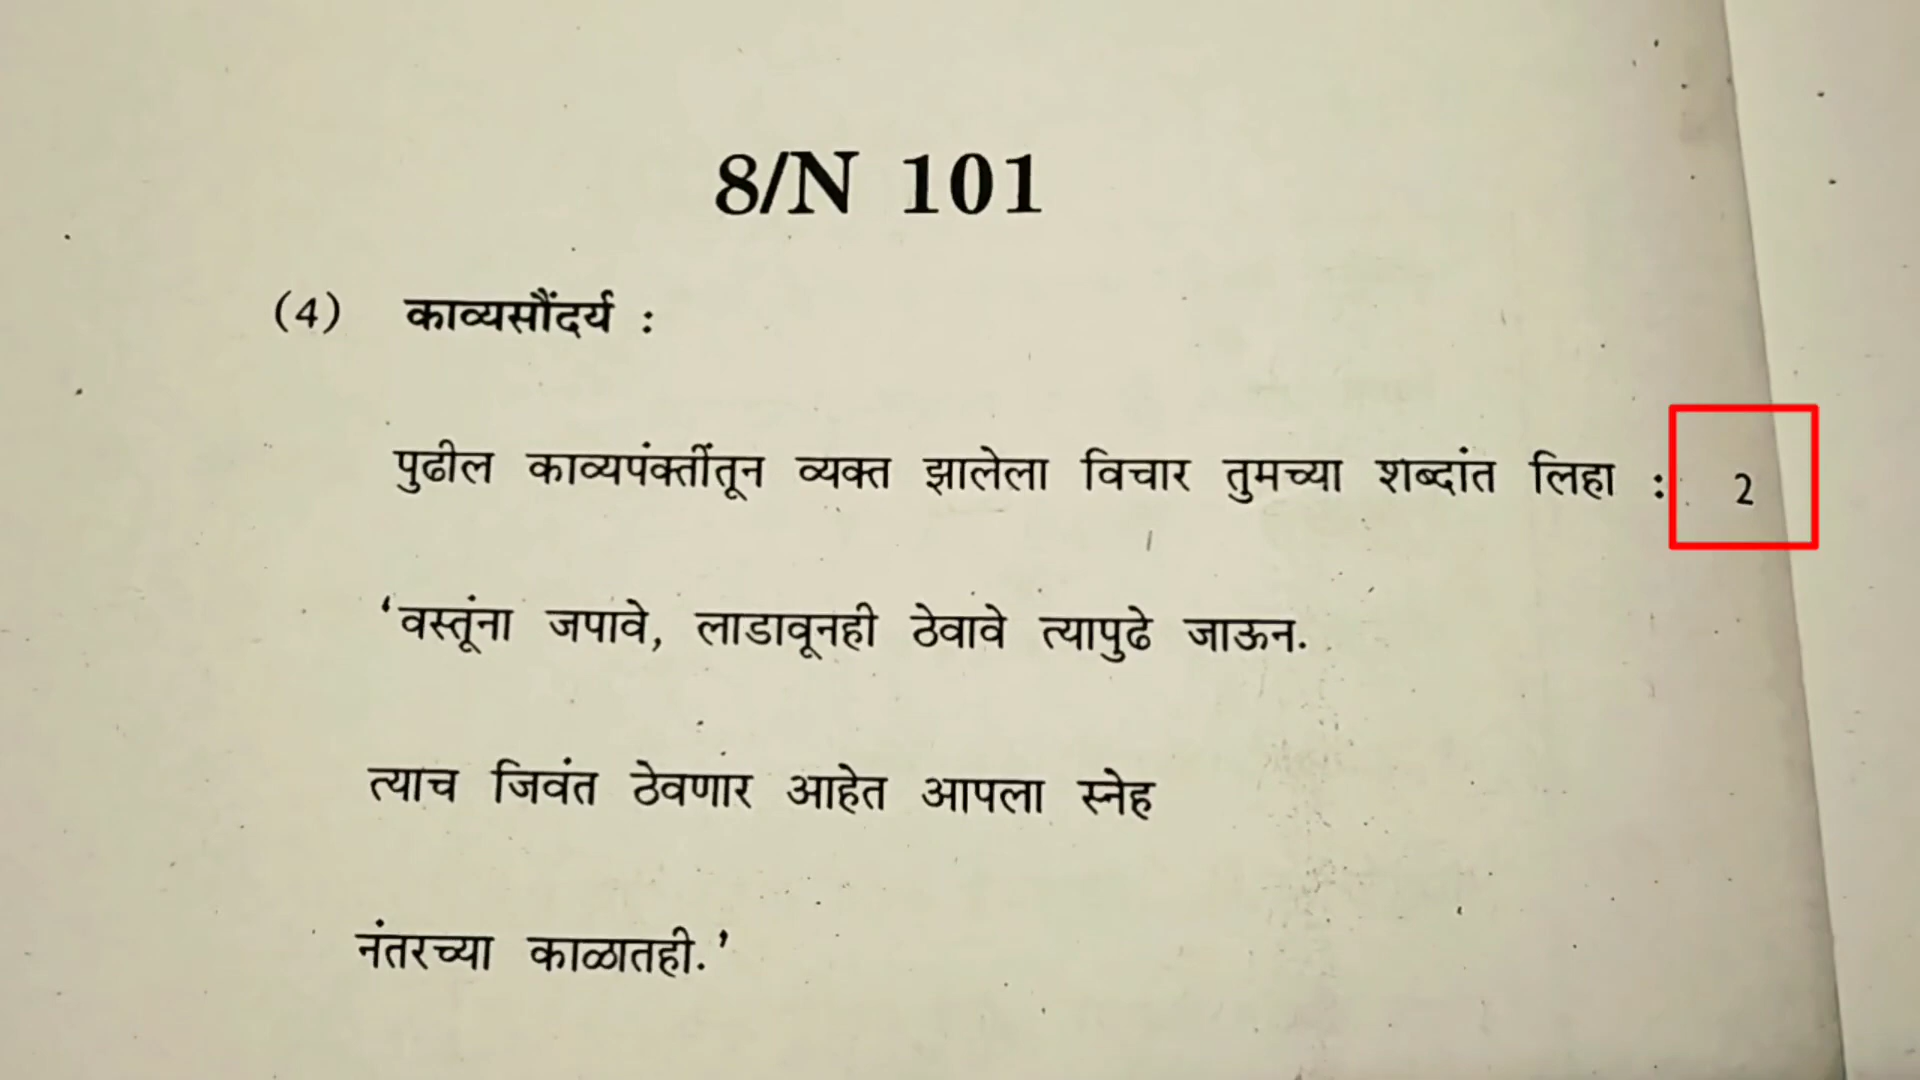 8/N 101
(4) काव्यसौंदर्य :
पुढील काव्यपंक्तींतून व्यक्त झालेला विचार तुमच्या शब्दांत लिहा : 2
‘वस्तूंना जपावे, लाडावूनही ठेवावे त्यापुढे जाऊन.
त्याच जिवंत ठेवणार आहेत आपला स्नेह
नंतरच्या काळातही.’